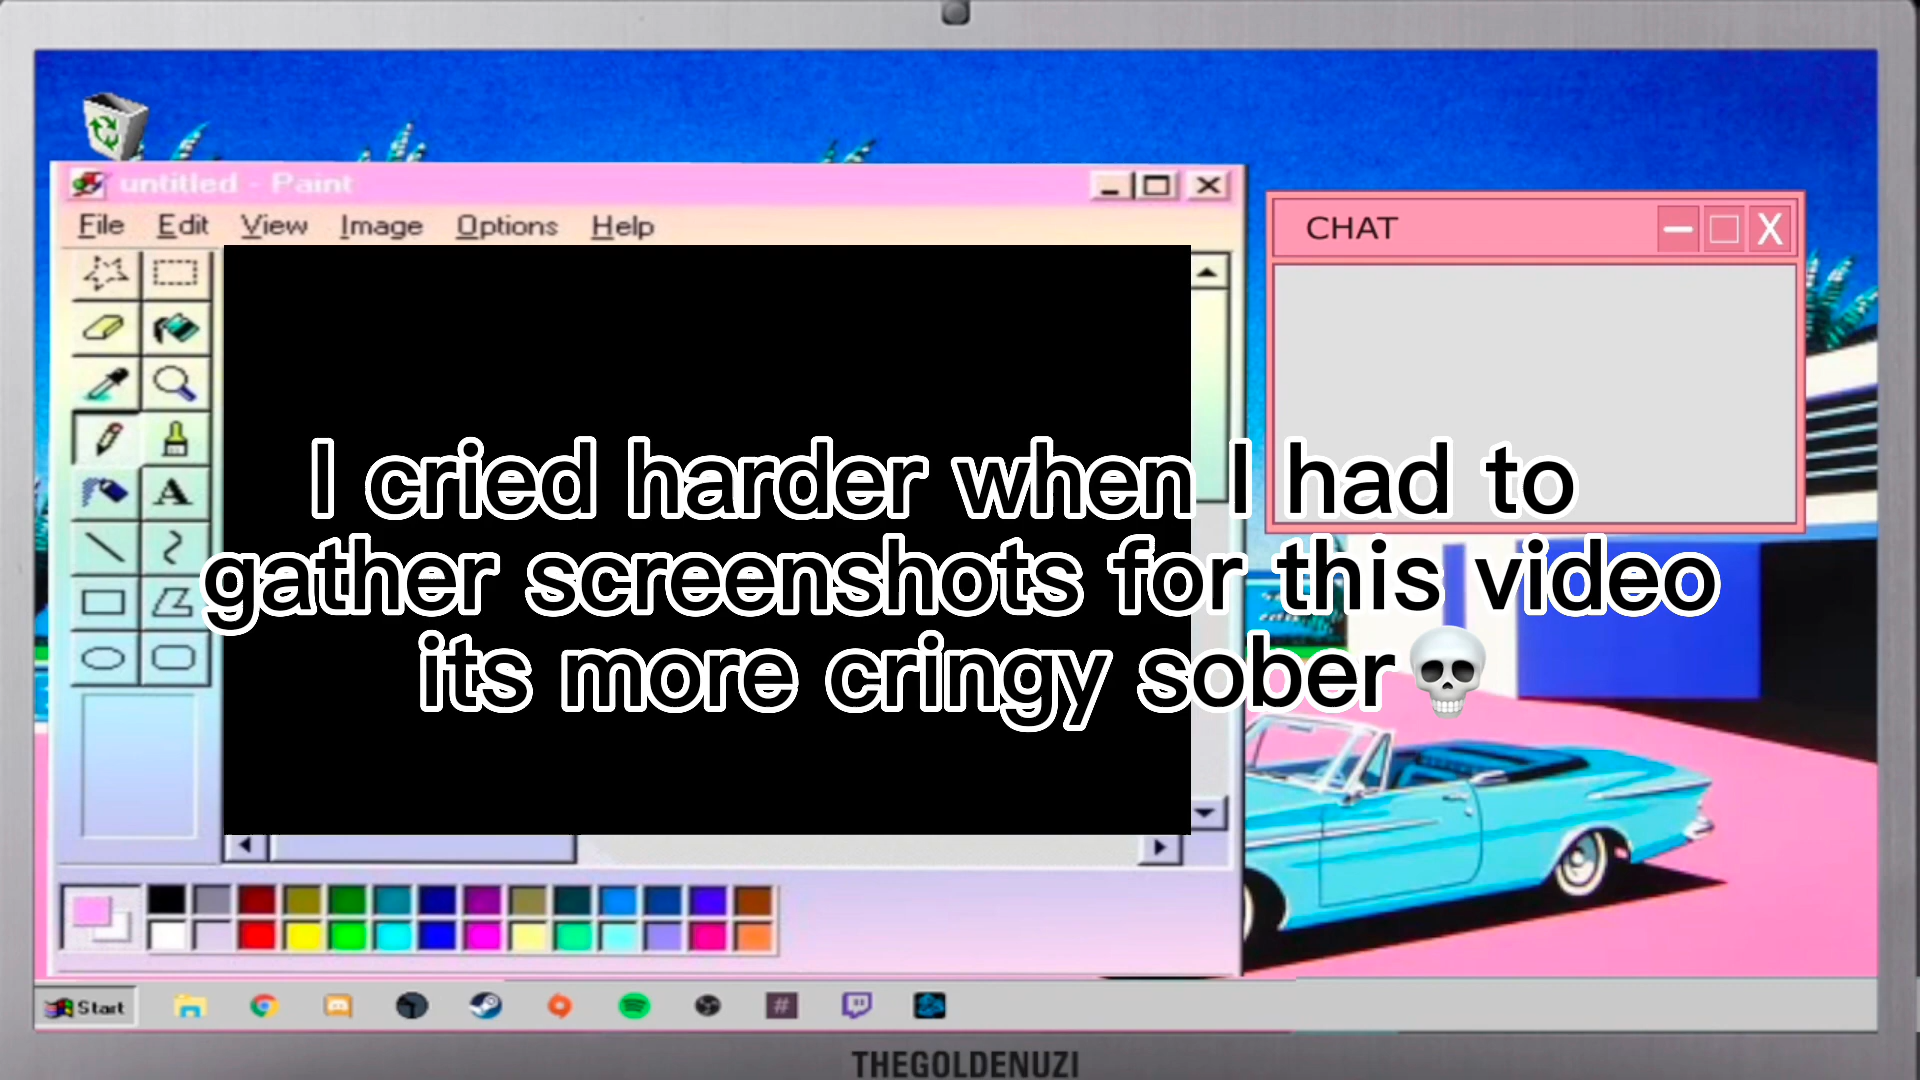 untitled - Paint
File Edit View Image Options Help
CHAT
A
I cried harder when I had to
gather screenshots for this video
its more cringy sober💀
Start
#
THEGOLDENUZI